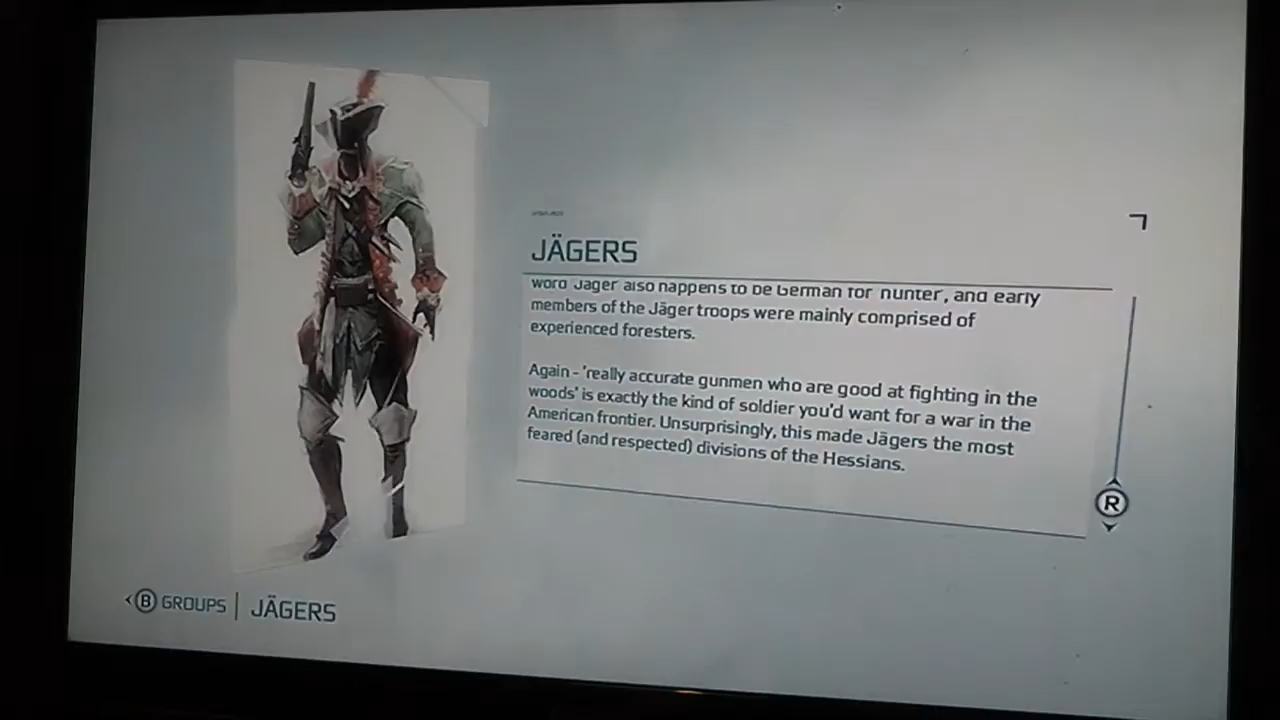 JÄGERS
word 'Jäger' also happens to be German for 'hunter', and early
members of the Jäger troops were mainly comprised of
experienced foresters.
Again - 'really accurate gunmen who are good at fighting in the
woods' is exactly the kind of soldier you'd want for a war in the
American frontier. Unsurprisingly, this made Jägers the most
feared (and respected) divisions of the Hessians.
R
B GROUPS | JÄGERS